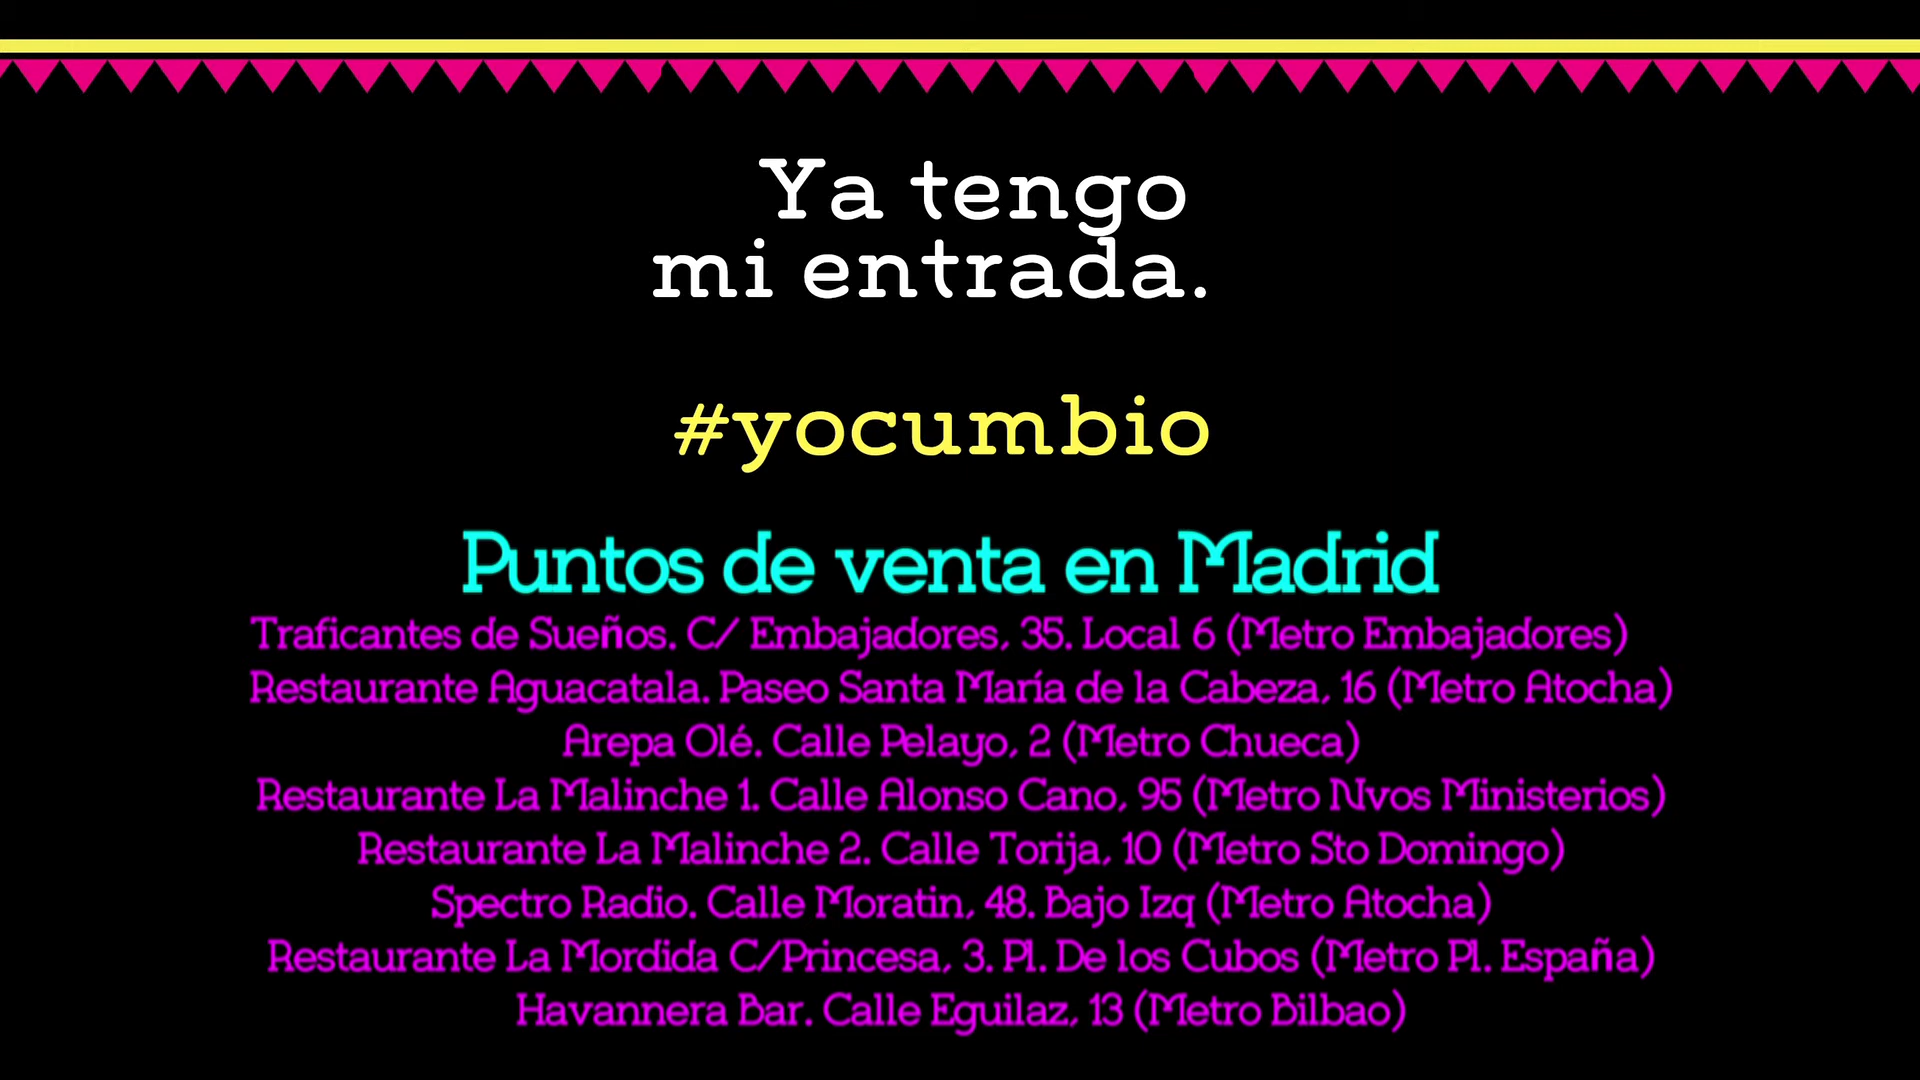 Ya tengo
mi entrada.
#yocumbio
Puntos de venta en Madrid
Traficantes de Sueños. C/ Embajadores, 35. Local 6 (Metro Embajadores)
Restaurante Aguacatala. Paseo Santa María de la Cabeza, 16 (Metro Atocha)
Arepa Olé. Calle Pelayo, 2 (Metro Chueca)
Restaurante La Malinche 1. Calle Alonso Cano, 95 (Metro Nvos Ministerios)
Restaurante La Malinche 2. Calle Torija, 10 (Metro Sto Domingo)
Spectro Radio. Calle Moratin, 48. Bajo Izq (Metro Atocha)
Restaurante La Mordida C/Princesa, 3. Pl. De los Cubos (Metro Pl. España)
Havannera Bar. Calle Eguilaz, 13 (Metro Bilbao)